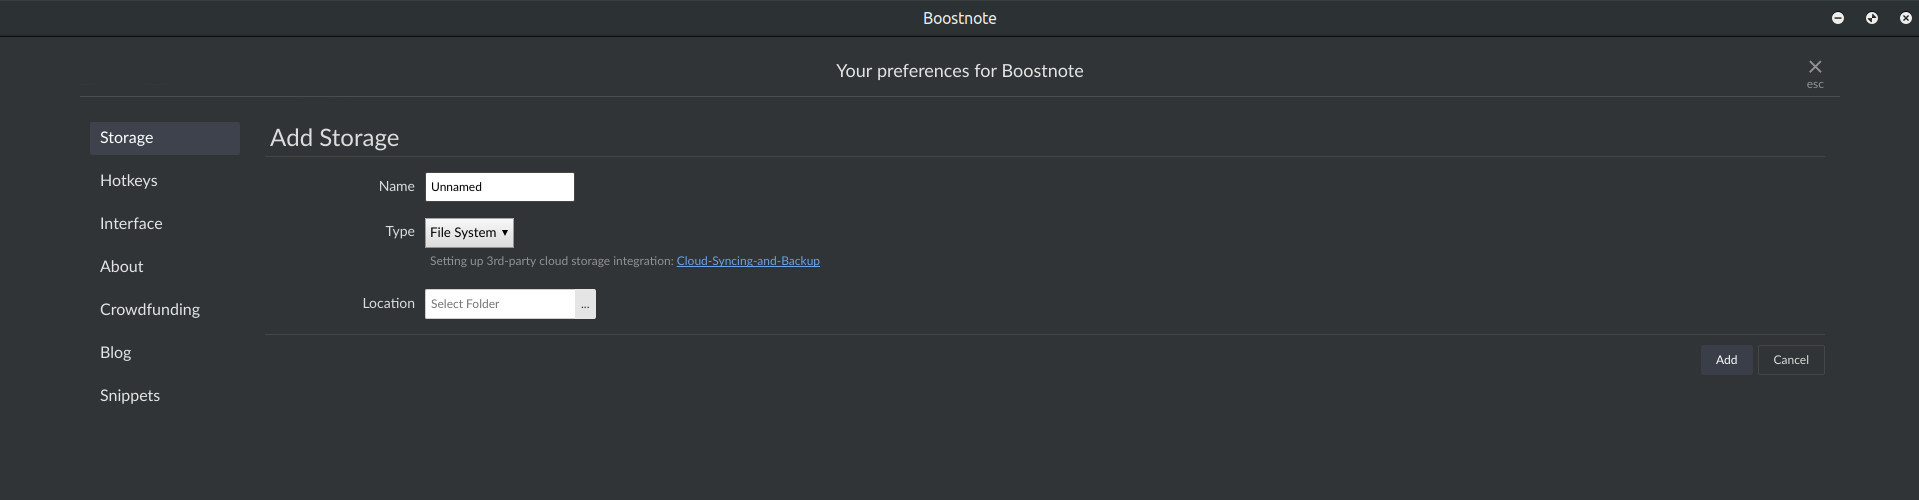 Boostnote
Your preferences for Boostnote
esc
Storage
Hotkeys
Interface
About
Crowdfunding
Blog
Snippets
Add Storage
Name Unnamed
Type File System
Setting up 3rd-party cloud storage integration: Cloud-Syncing-and-Backup
Location Select Folder ...
Add Cancel